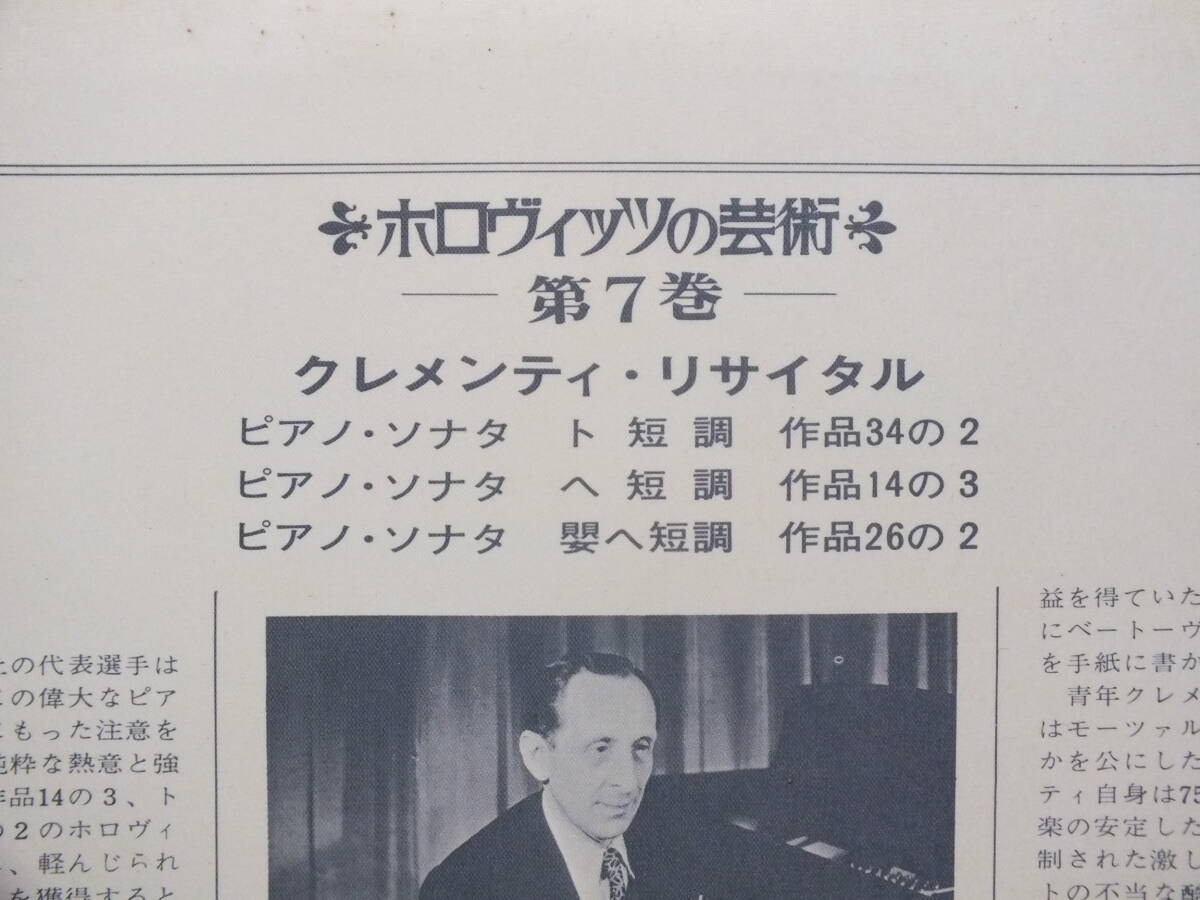 ホロヴィッツの芸術
第7巻
クレメンティ・リサイタル
ピアノ・ソナタ ト短調 作品34の2
ピアノ・ソナタ ヘ短調 作品14の3
ピアノ・ソナタ 嬰ヘ短調 作品26の2
の代表選手は
の偉大なピア
もった注意を
純粋な熱意と強
作品14の3、ト
の2のホロヴィ
、軽んじられ
を獲得すると
益を得ていた
にベートーヴ
を手紙に書か
青年クレメ
はモーツァル
かを公にした
ティ自身は75
楽の安定した
制された激し
トの不当な酷